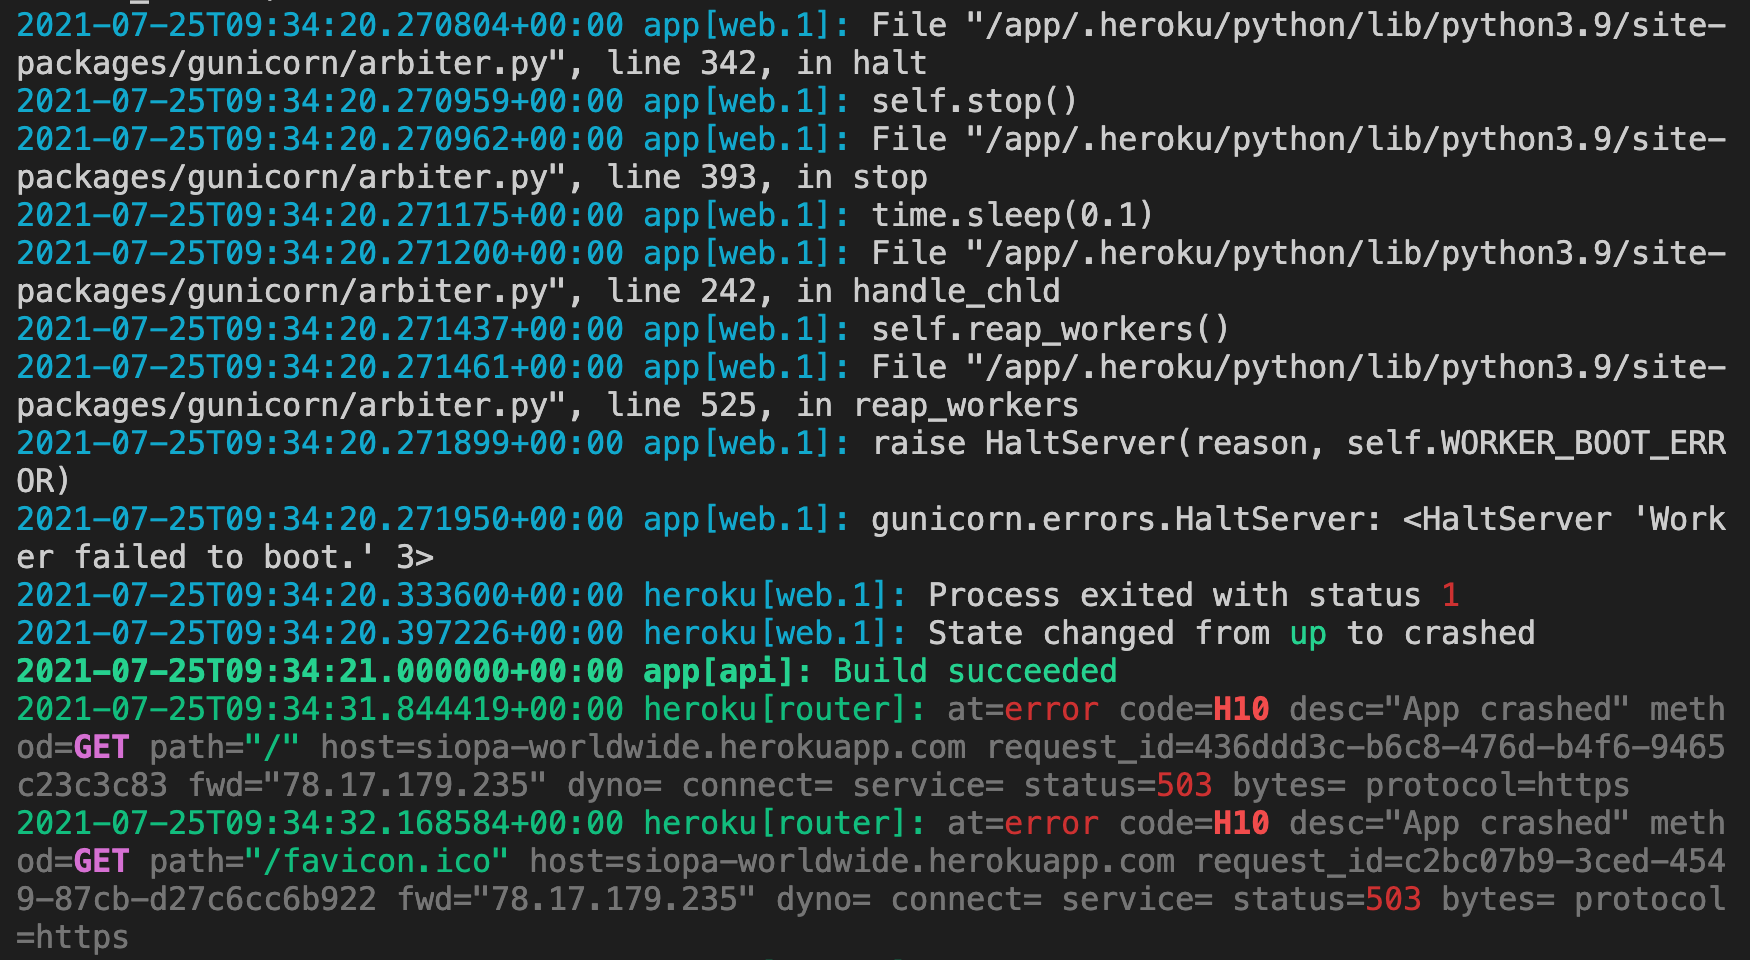 2021-07-25T09:34:20.270804+00:00 app[web.1]: File "/app/.heroku/python/lib/python3.9/site-
packages/gunicorn/arbiter.py", line 342, in halt
2021-07-25T09:34:20.270959+00:00 app[web.1]: self.stop()
2021-07-25T09:34:20.270962+00:00 app[web.1]: File "/app/.heroku/python/lib/python3.9/site-
packages/gunicorn/arbiter.py", line 393, in stop
2021-07-25T09:34:20.271175+00:00 app[web.1]: time.sleep(0.1)
2021-07-25T09:34:20.271200+00:00 app[web.1]: File "/app/.heroku/python/lib/python3.9/site-
packages/gunicorn/arbiter.py", line 242, in handle_chld
2021-07-25T09:34:20.271437+00:00 app[web.1]: self.reap_workers()
2021-07-25T09:34:20.271461+00:00 app[web.1]: File "/app/.heroku/python/lib/python3.9/site-
packages/gunicorn/arbiter.py", line 525, in reap_workers
2021-07-25T09:34:20.271899+00:00 app[web.1]: raise HaltServer(reason, self.WORKER_BOOT_ERR
OR)
2021-07-25T09:34:20.271950+00:00 app[web.1]: gunicorn.errors.HaltServer: <HaltServer 'Work
er failed to boot.' 3>
2021-07-25T09:34:20.333600+00:00 heroku[web.1]: Process exited with status 1
2021-07-25T09:34:20.397226+00:00 heroku[web.1]: State changed from up to crashed
2021-07-25T09:34:21.000000+00:00 app[api]: Build succeeded
2021-07-25T09:34:31.844419+00:00 heroku[router]: at=error code=H10 desc="App crashed" meth
od=GET path="/" host=siopa-worldwide.herokuapp.com request_id=436ddd3c-b6c8-476d-b4f6-9465
c23c3c83 fwd="78.17.179.235" dyno= connect= service= status=503 bytes= protocol=https
2021-07-25T09:34:32.168584+00:00 heroku[router]: at=error code=H10 desc="App crashed" meth
od=GET path="/favicon.ico" host=siopa-worldwide.herokuapp.com request_id=c2bc07b9-3ced-454
9-87cb-d27c6cc6b922 fwd="78.17.179.235" dyno= connect= service= status=503 bytes= protocol
=https